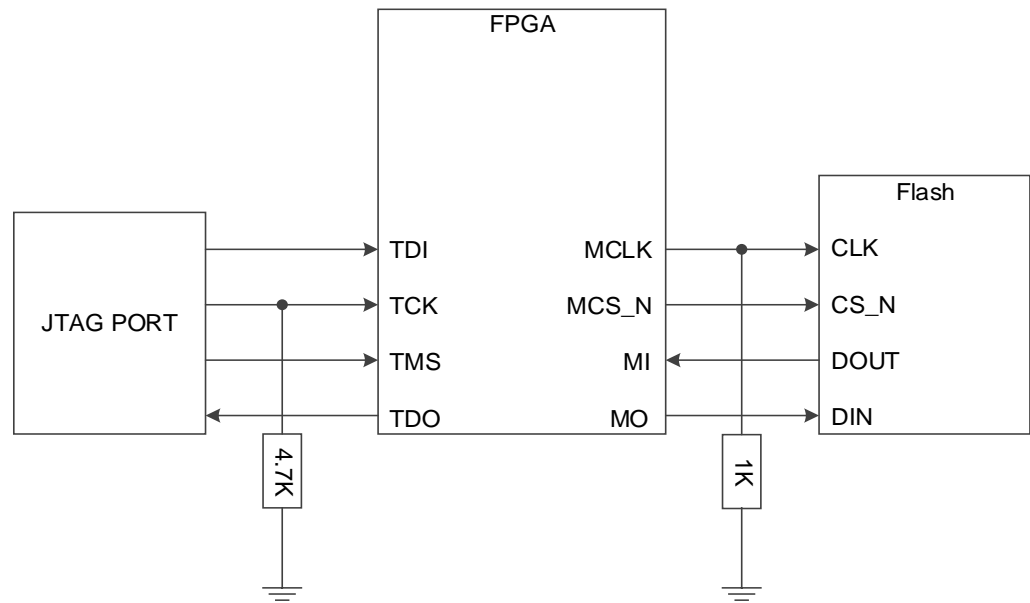 FPGA
Flash
JTAG PORT
TDI
TCK
TMS
TDO
MCLK
MCS_N
MI
MO
CLK
CS_N
DOUT
DIN
4.7K
1K